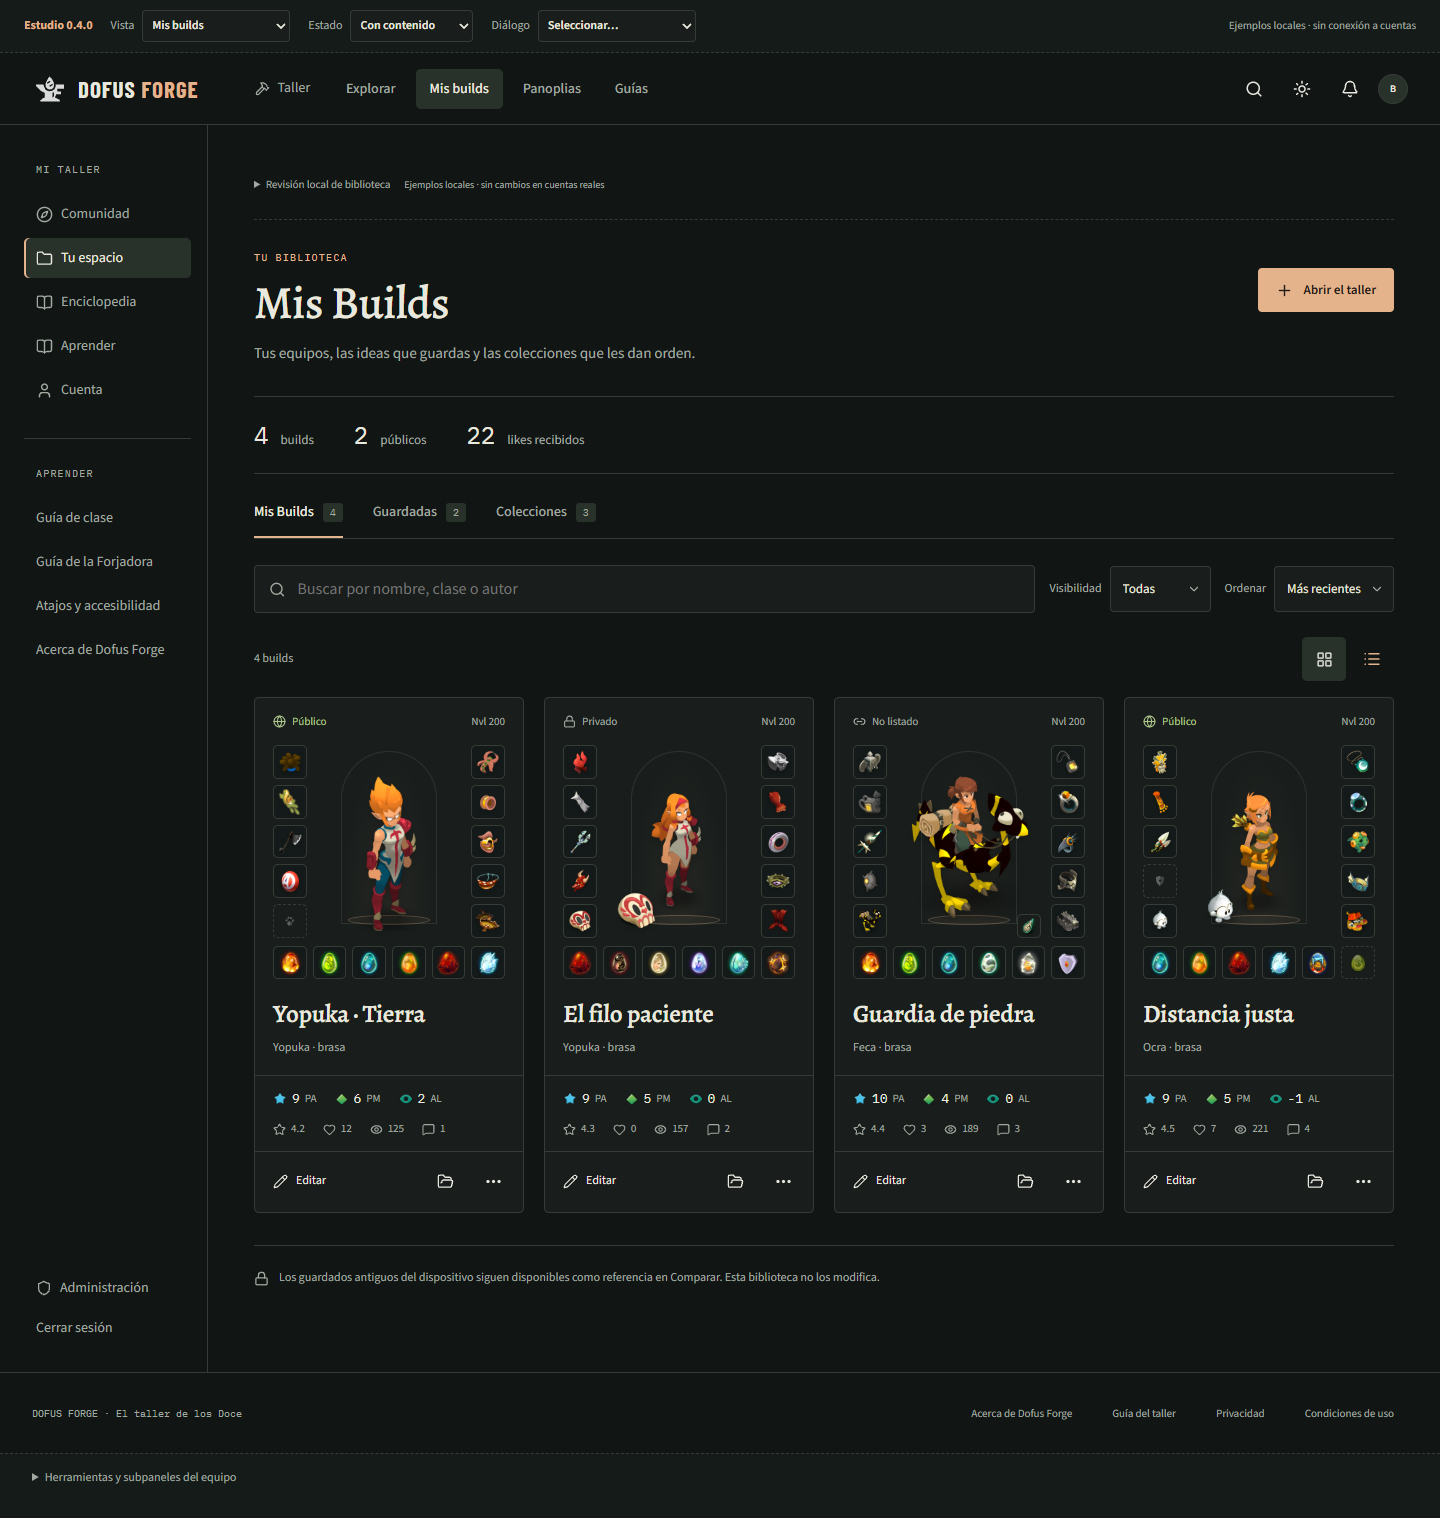 Estudio 0.4.0 Vista Mis builds Estado Con contenido Diálogo Seleccionar... Ejemplos locales · sin conexión a cuentas
DOFUS FORGE Taller Explorar Mis builds Panoplias Guías B
MI TALLER
Comunidad
Tu espacio
Enciclopedia
Aprender
Cuenta
APRENDER
Guía de clase
Guía de la Forjadora
Atajos y accesibilidad
Acerca de Dofus Forge
Administración
Cerrar sesión
Revisión local de biblioteca Ejemplos locales · sin cambios en cuentas reales
TU BIBLIOTECA
Mis Builds
Abrir el taller
Tus equipos, las ideas que guardas y las colecciones que les dan orden.
4 builds 2 públicos 22 likes recibidos
Mis Builds 4 Guardadas 2 Colecciones 3
Buscar por nombre, clase o autor Visibilidad Todas Ordenar Más recientes
4 builds
Público Nvl 200
Yopuka · Tierra
Yopuka · brasa
9 PA 6 PM 2 AL
4.2 12 125 1
Editar
Privado Nvl 200
El filo paciente
Yopuka · brasa
9 PA 5 PM 0 AL
4.3 0 157 2
Editar
No listado Nvl 200
Guardia de piedra
Feca · brasa
10 PA 4 PM 0 AL
4.4 3 189 3
Editar
Público Nvl 200
Distancia justa
Ocra · brasa
9 PA 5 PM -1 AL
4.5 7 221 4
Editar
Los guardados antiguos del dispositivo siguen disponibles como referencia en Comparar. Esta biblioteca no los modifica.
DOFUS FORGE · El taller de los Doce Acerca de Dofus Forge Guía del taller Privacidad Condiciones de uso
Herramientas y subpaneles del equipo